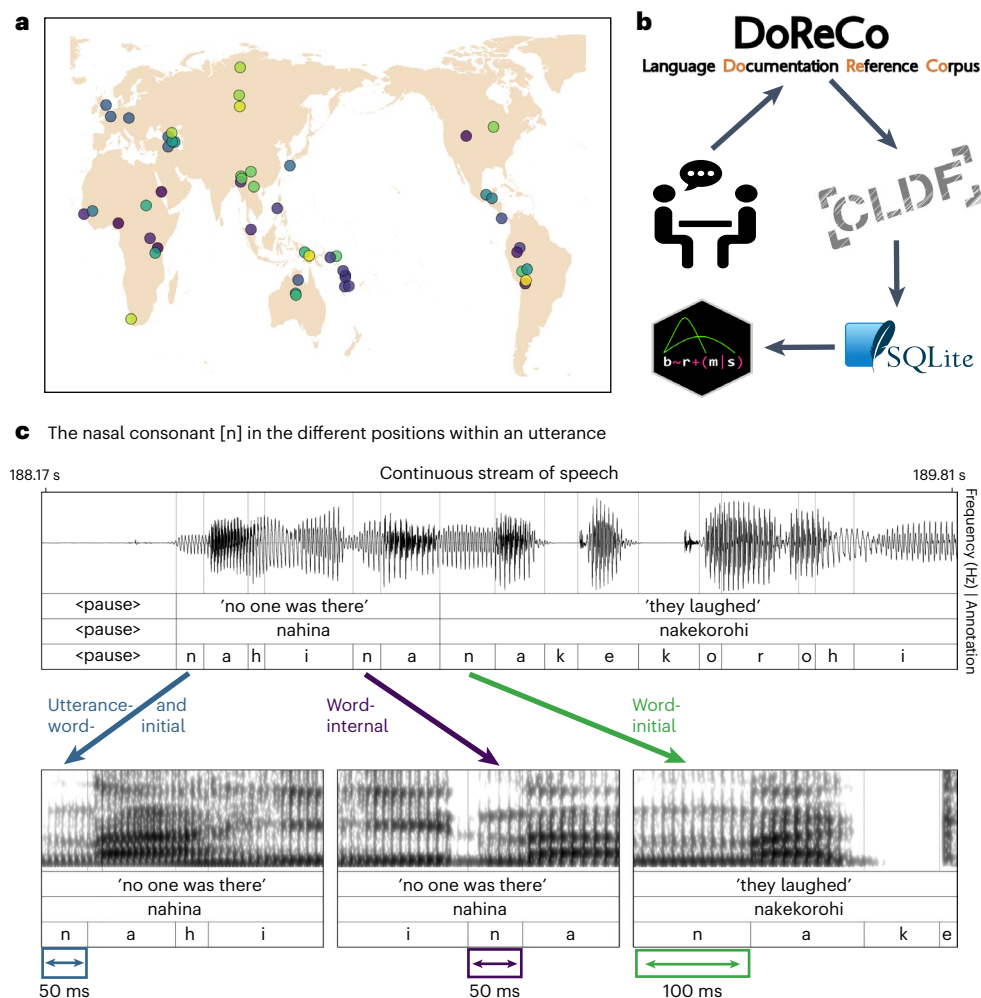 a
b
DoReCo
Language Documentation Reference Corpus
CLDF
SQLite
b~r+(m|s)
c The nasal consonant [n] in the different positions within an utterance
188.17 s
Continuous stream of speech
189.81 s
Frequency (Hz) | Annotation
<pause> 'no one was there' 'they laughed'
<pause> nahina nakekorohi
<pause> n a h i n a n a k e k o r o h i
Utterance- and
word- initial
Word-
internal
Word-
initial
'no one was there'
nahina
n a h i
50 ms
'no one was there'
nahina
i n a
50 ms
'they laughed'
nakekorohi
n a k e
100 ms